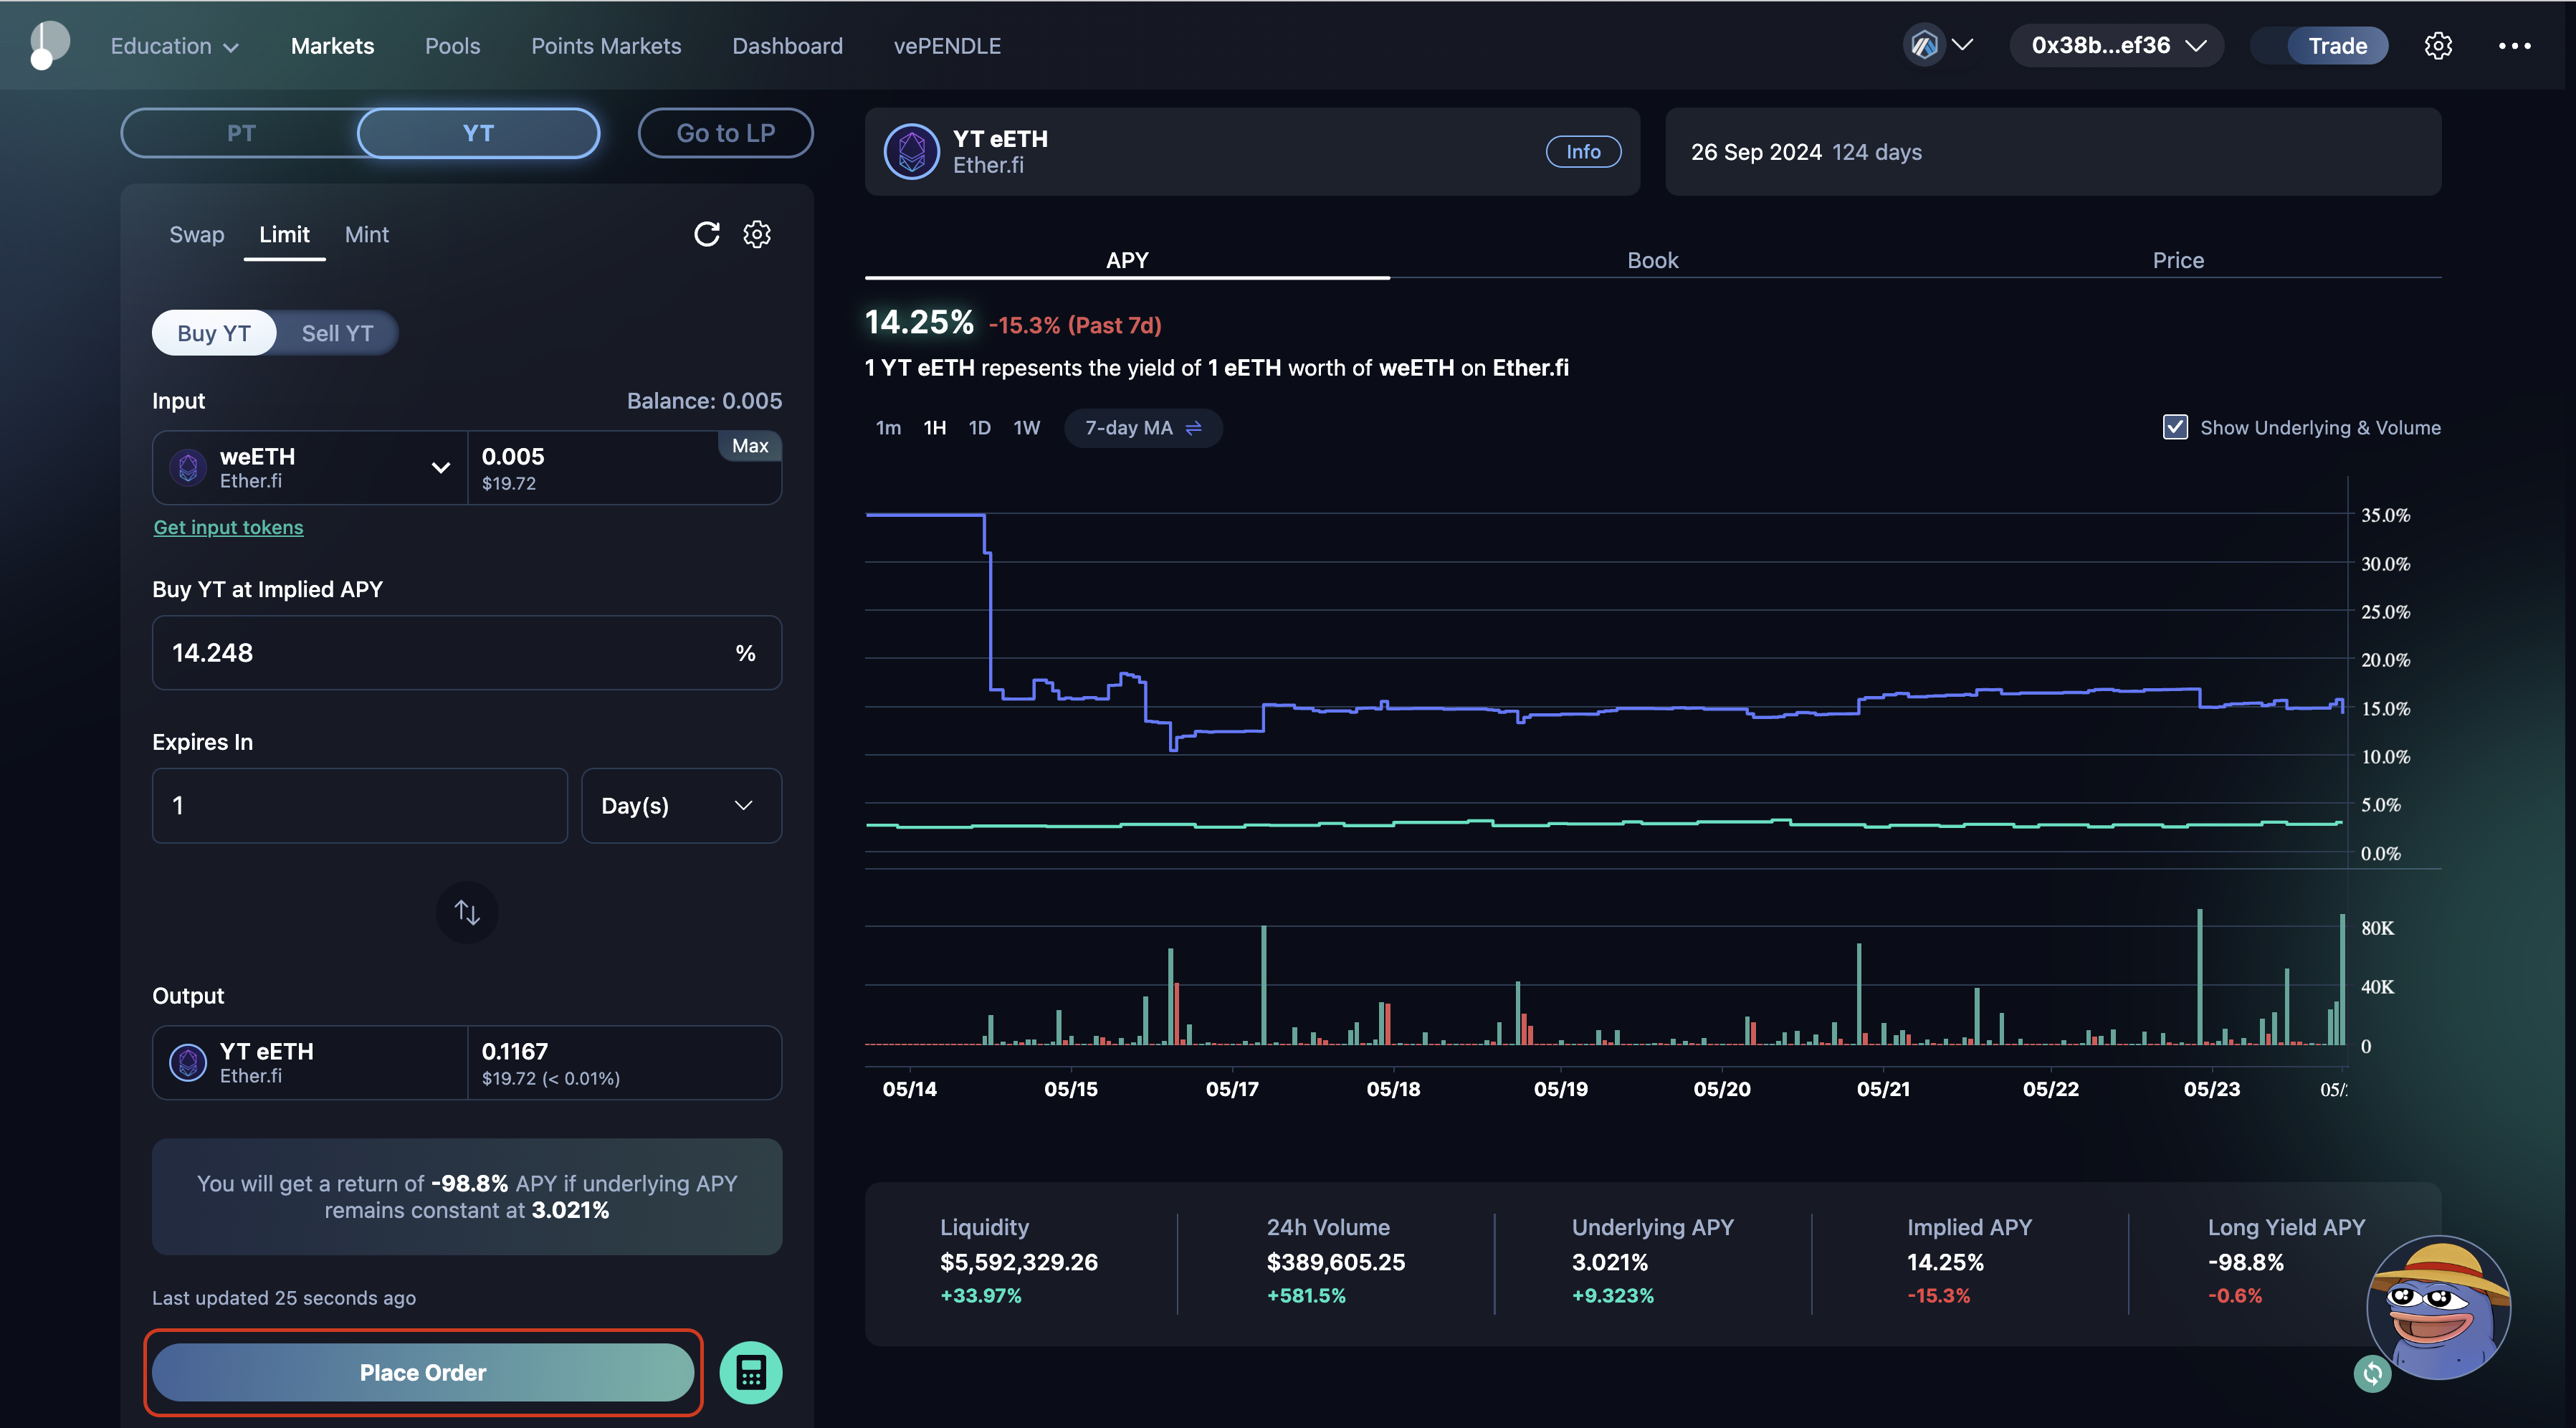 Education Markets Pools Points Markets Dashboard vePENDLE 0x38b...ef36 Trade
PT YT Go to LP
Swap Limit Mint
Buy YT Sell YT
Input Balance: 0.005
weETH
Ether.fi
0.005
$19.72
Max
Get input tokens
Buy YT at Implied APY
14.248 %
Expires In
1 Day(s)
Output
YT eETH
Ether.fi
0.1167
$19.72 (< 0.01%)
You will get a return of -98.8% APY if underlying APY
remains constant at 3.021%
Last updated 25 seconds ago
Place Order
YT eETH
Ether.fi
Info
26 Sep 2024 124 days
APY Book Price
14.25% -15.3% (Past 7d)
1 YT eETH repesents the yield of 1 eETH worth of weETH on Ether.fi
1m 1H 1D 1W 7-day MA Show Underlying & Volume
35.0%
30.0%
25.0%
20.0%
15.0%
10.0%
5.0%
0.0%
80K
40K
0
05/14 05/15 05/17 05/18 05/19 05/20 05/21 05/22 05/23
Liquidity
$5,592,329.26
+33.97%
24h Volume
$389,605.25
+581.5%
Underlying APY
3.021%
+9.323%
Implied APY
14.25%
-15.3%
Long Yield APY
-98.8%
-0.6%